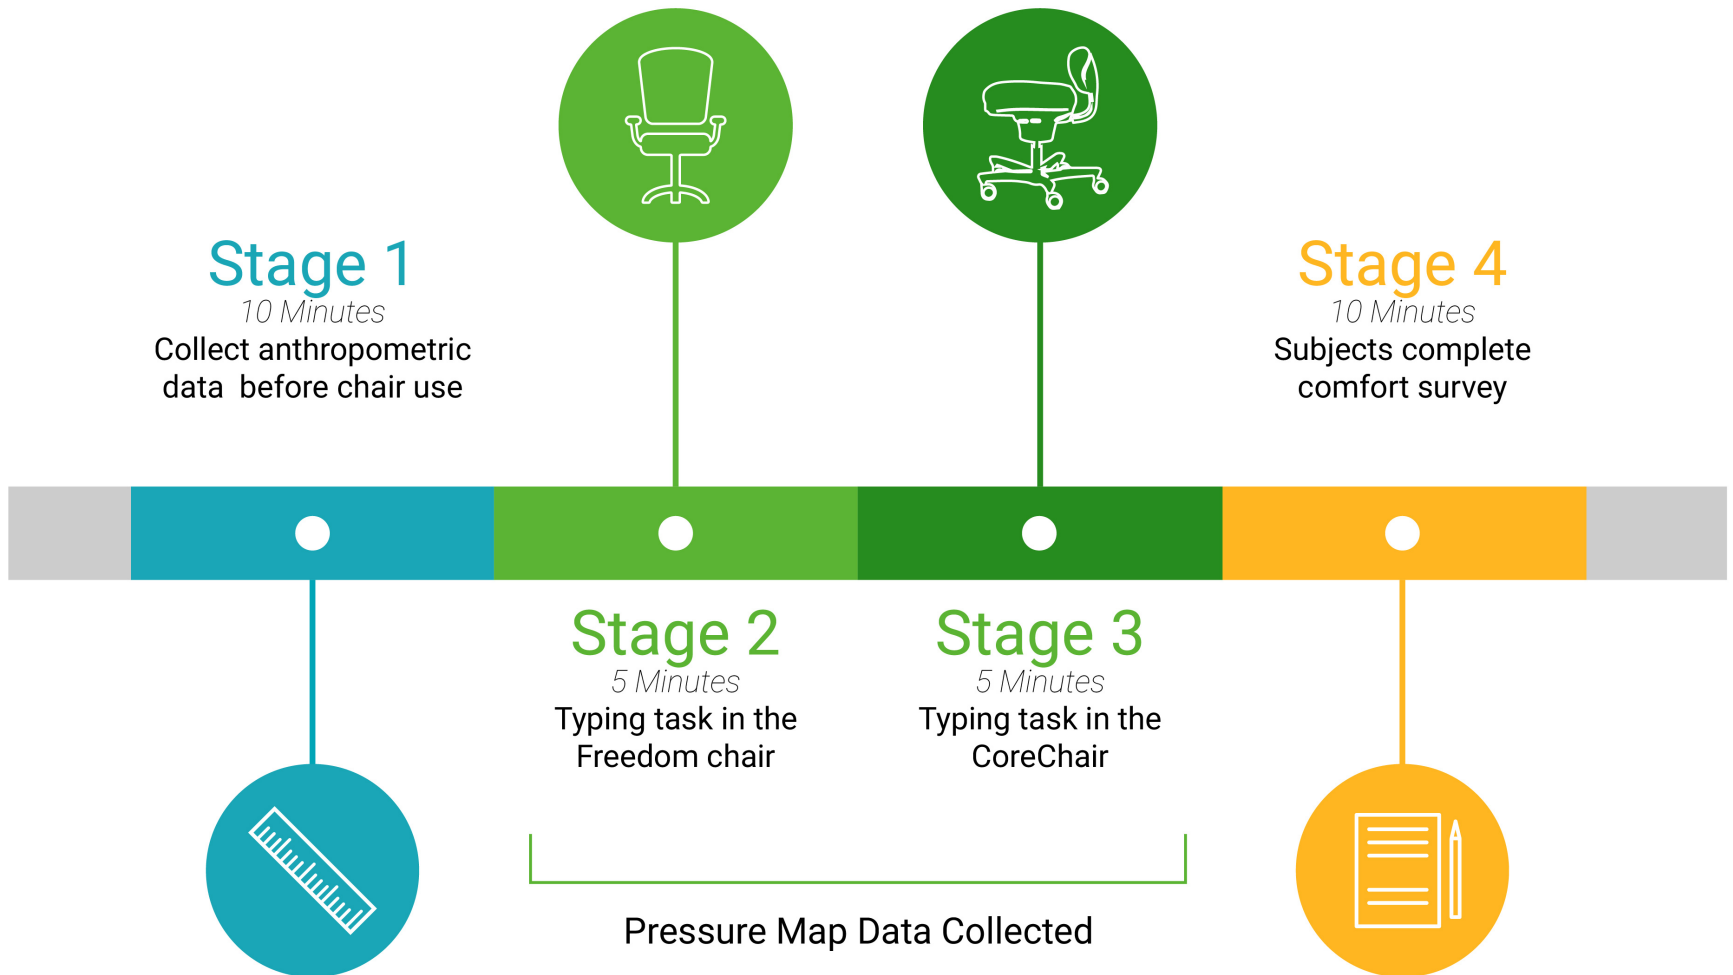 Stage 1
10 Minutes
Collect anthropometric
data  before chair use
Stage 2
5 Minutes
Typing task in the
Freedom chair
Stage 3
5 Minutes
Typing task in the
CoreChair
Stage 4
10 Minutes
Subjects complete
comfort survey
Pressure Map Data Collected